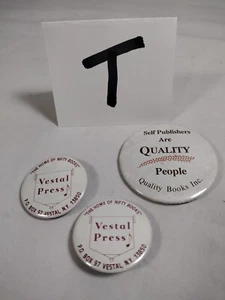 T
Self Publishers
Are
QUALITY
People
Quality Books Inc.
"THE HOME OF NIFTY BOOKS"
Vestal
Press
P.O. BOX 97 VESTAL, N.Y. 13850
"THE HOME OF NIFTY BOOKS"
Vestal
Press
P.O. BOX 97 VESTAL, N.Y. 13850